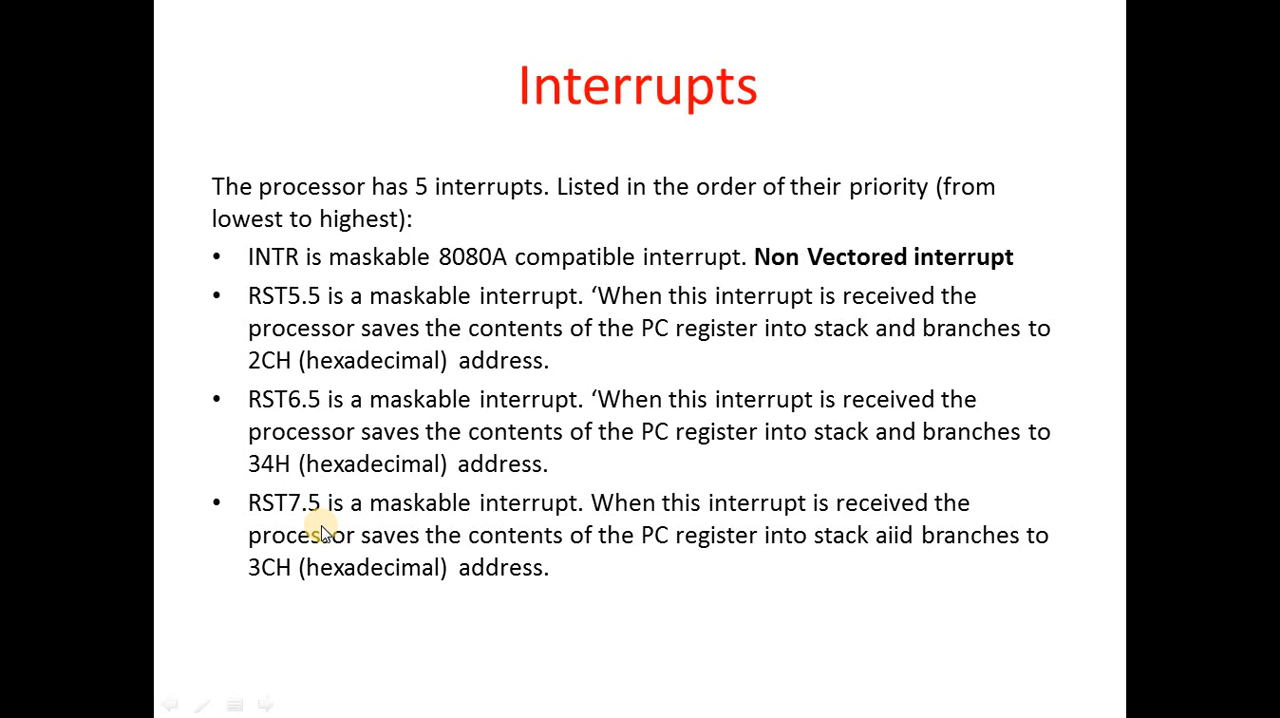 Interrupts
The processor has 5 interrupts. Listed in the order of their priority (from
lowest to highest):
• INTR is maskable 8080A compatible interrupt. Non Vectored interrupt
• RST5.5 is a maskable interrupt. ‘When this interrupt is received the
processor saves the contents of the PC register into stack and branches to
2CH (hexadecimal) address.
• RST6.5 is a maskable interrupt. ‘When this interrupt is received the
processor saves the contents of the PC register into stack and branches to
34H (hexadecimal) address.
• RST7.5 is a maskable interrupt. When this interrupt is received the
processor saves the contents of the PC register into stack aiid branches to
3CH (hexadecimal) address.